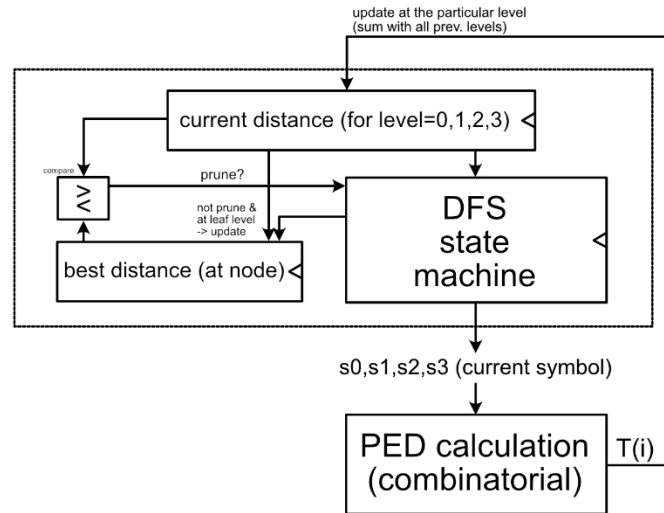 update at the particular level
(sum with all prev. levels)
current distance (for level=0,1,2,3)
compare
>
<
prune?
not prune &
at leaf level
-> update
best distance (at node)
DFS
state
machine
s0,s1,s2,s3 (current symbol)
PED calculation
(combinatorial)
T(i)